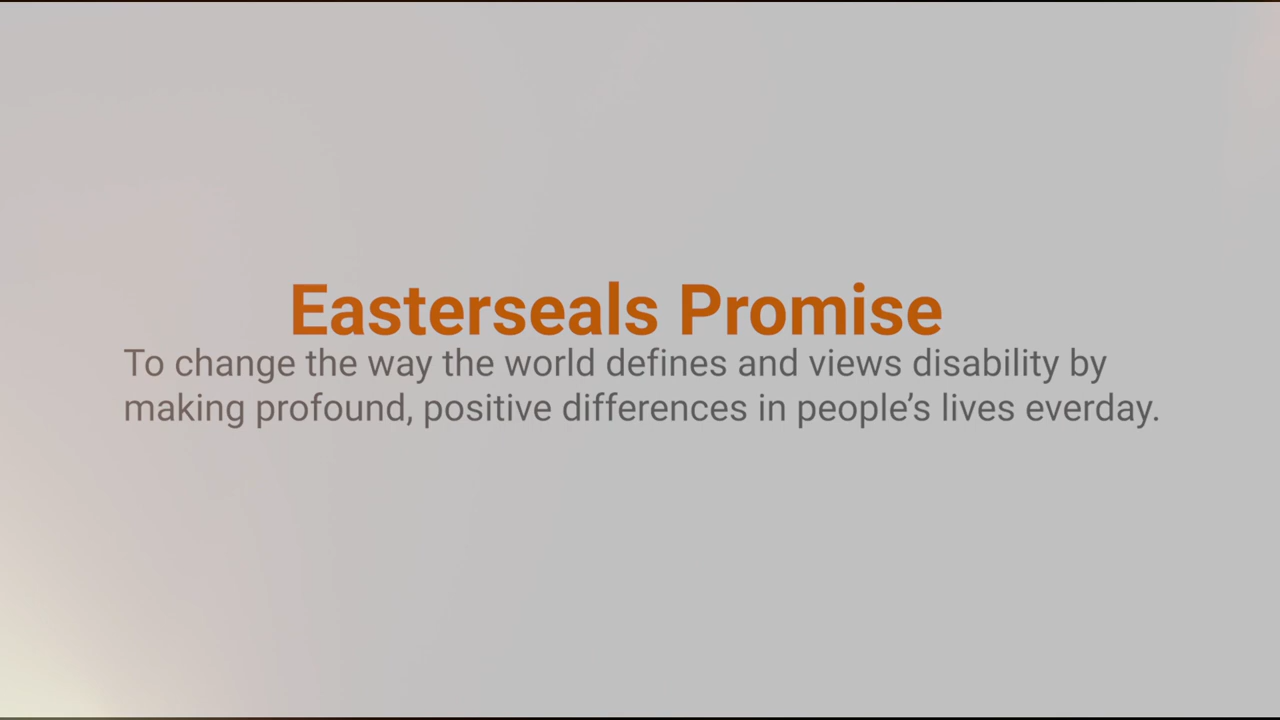 Easterseals Promise
To change the way the world defines and views disability by
making profound, positive differences in people’s lives everday.